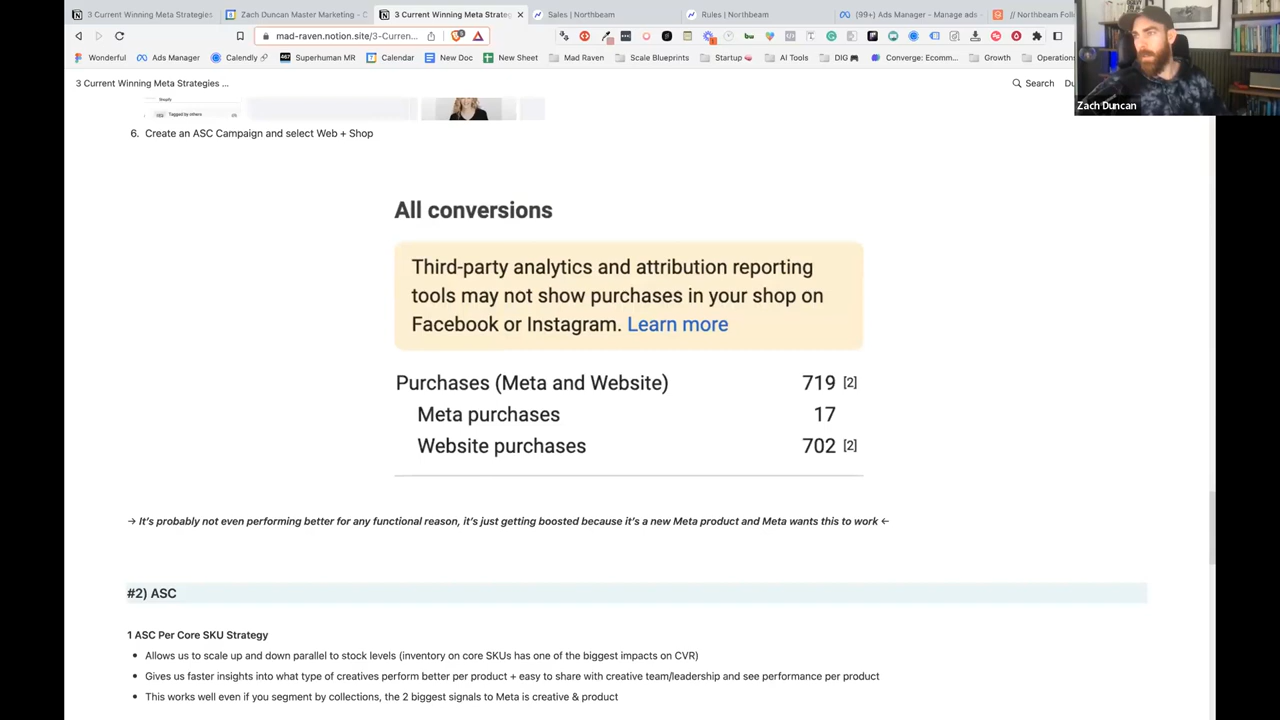 3 Current Winning Meta Strategies
Zach Duncan Master Marketing - C
3 Current Winning Meta Strateg
Sales | Northbeam
Rules | Northbeam
(99+) Ads Manager - Manage ads -
// Northbeam Follo
mad-raven.notion.site/3-Curren...
Wonderful
Ads Manager
Calendly
Superhuman MR
Calendar
New Doc
New Sheet
Mad Raven
Scale Blueprints
Startup
AI Tools
DIG
Converge: Ecomm...
Growth
Operations
3 Current Winning Meta Strategies ...
Search
Du
Zach Duncan
Shopify
Tagged by others
6. Create an ASC Campaign and select Web + Shop
All conversions
Third-party analytics and attribution reporting
tools may not show purchases in your shop on
Facebook or Instagram. Learn more
Purchases (Meta and Website) 719 [2]
Meta purchases 17
Website purchases 702 [2]
→ It's probably not even performing better for any functional reason, it's just getting boosted because it's a new Meta product and Meta wants this to work ←
#2) ASC
1 ASC Per Core SKU Strategy
• Allows us to scale up and down parallel to stock levels (inventory on core SKUs has one of the biggest impacts on CVR)
• Gives us faster insights into what type of creatives perform better per product + easy to share with creative team/leadership and see performance per product
• This works well even if you segment by collections, the 2 biggest signals to Meta is creative & product